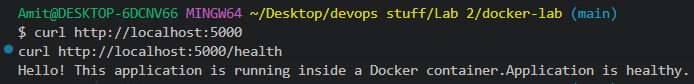 Amit@DESKTOP-6DCNV66 MINGW64 ~/Desktop/devops stuff/Lab 2/docker-lab (main)
$ curl http://localhost:5000
curl http://localhost:5000/health
Hello! This application is running inside a Docker container.Application is healthy.